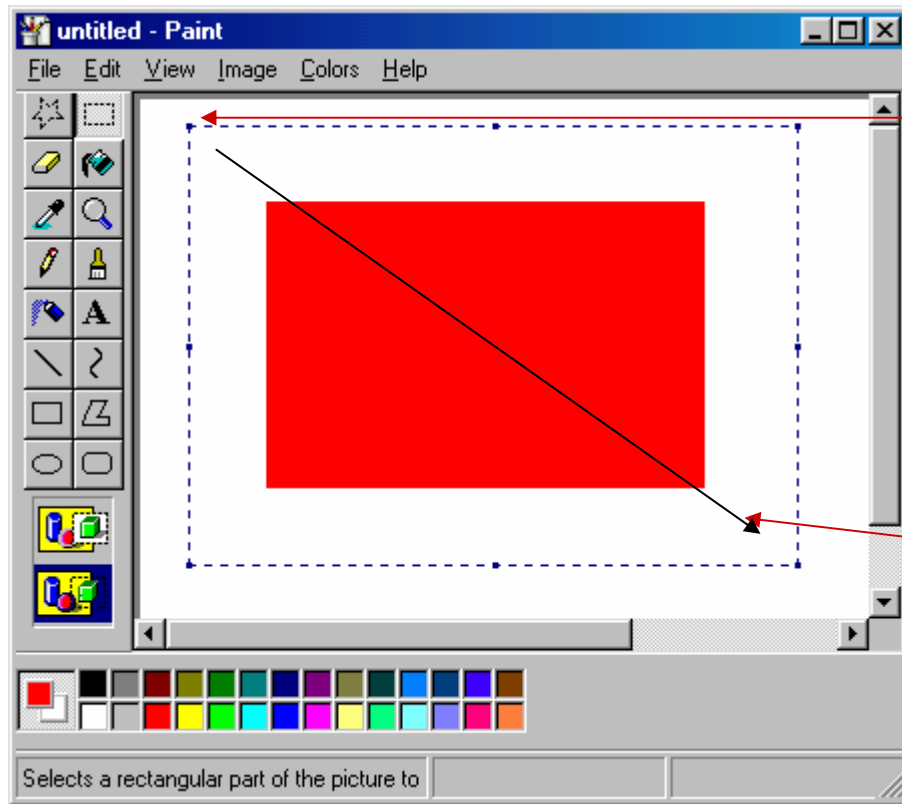 untitled - Paint
File Edit View Image Colors Help
A
Selects a rectangular part of the picture to